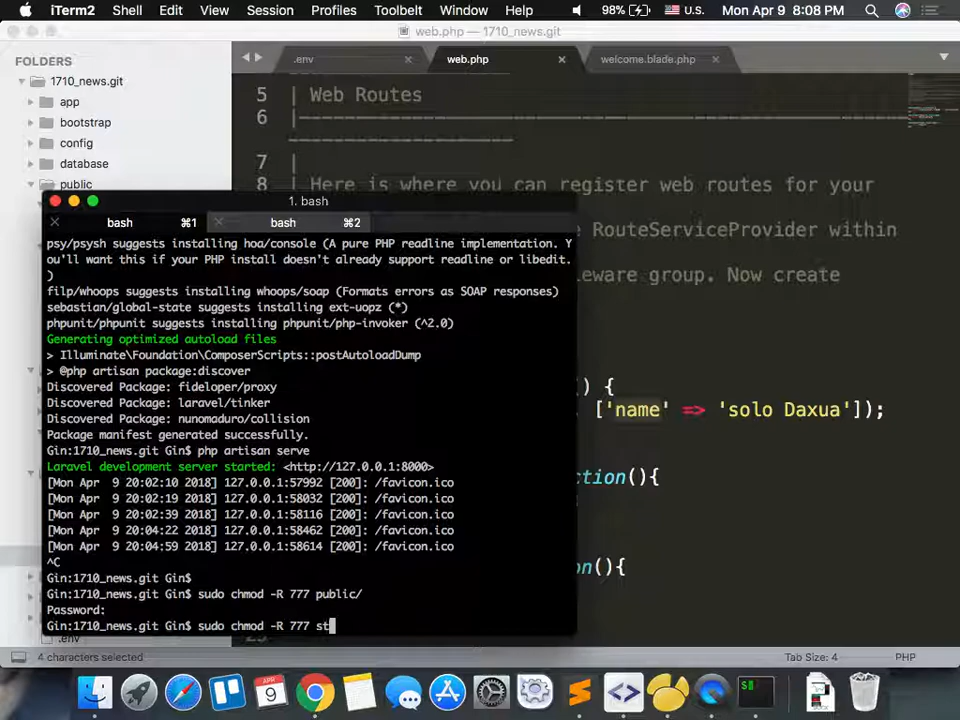 iTerm2 Shell Edit View Session Profiles Toolbelt Window Help 98% U.S. Mon Apr 9 8:08 PM
web.php — 1710_news.git
FOLDERS
1710_news.git
app
bootstrap
config
database
public
.env
.env × web.php × welcome.blade.php ×
5 | Web Routes
6 |--------------------------------------------------------------------------
7 |
8 | Here is where you can register web routes for your
e RouteServiceProvider within
leware group. Now create
() {
['name' => 'solo Daxua']);
ction(){
on(){
1. bash
× bash ⌘1 × bash ⌘2
psy/psysh suggests installing hoa/console (A pure PHP readline implementation. Y
ou'll want this if your PHP install doesn't already support readline or libedit.
)
filp/whoops suggests installing whoops/soap (Formats errors as SOAP responses)
sebastian/global-state suggests installing ext-uopz (*)
phpunit/phpunit suggests installing phpunit/php-invoker (^2.0)
Generating optimized autoload files
> Illuminate\Foundation\ComposerScripts::postAutoloadDump
> @php artisan package:discover
Discovered Package: fideloper/proxy
Discovered Package: laravel/tinker
Discovered Package: nunomaduro/collision
Package manifest generated successfully.
Gin:1710_news.git Gin$ php artisan serve
Laravel development server started: <http://127.0.0.1:8000>
[Mon Apr  9 20:02:10 2018] 127.0.0.1:57992 [200]: /favicon.ico
[Mon Apr  9 20:02:19 2018] 127.0.0.1:58032 [200]: /favicon.ico
[Mon Apr  9 20:02:39 2018] 127.0.0.1:58116 [200]: /favicon.ico
[Mon Apr  9 20:04:22 2018] 127.0.0.1:58462 [200]: /favicon.ico
[Mon Apr  9 20:04:59 2018] 127.0.0.1:58614 [200]: /favicon.ico
^C
Gin:1710_news.git Gin$
Gin:1710_news.git Gin$ sudo chmod -R 777 public/
Password:
Gin:1710_news.git Gin$ sudo chmod -R 777 st
4 characters selected Tab Size: 4 PHP
APR
9